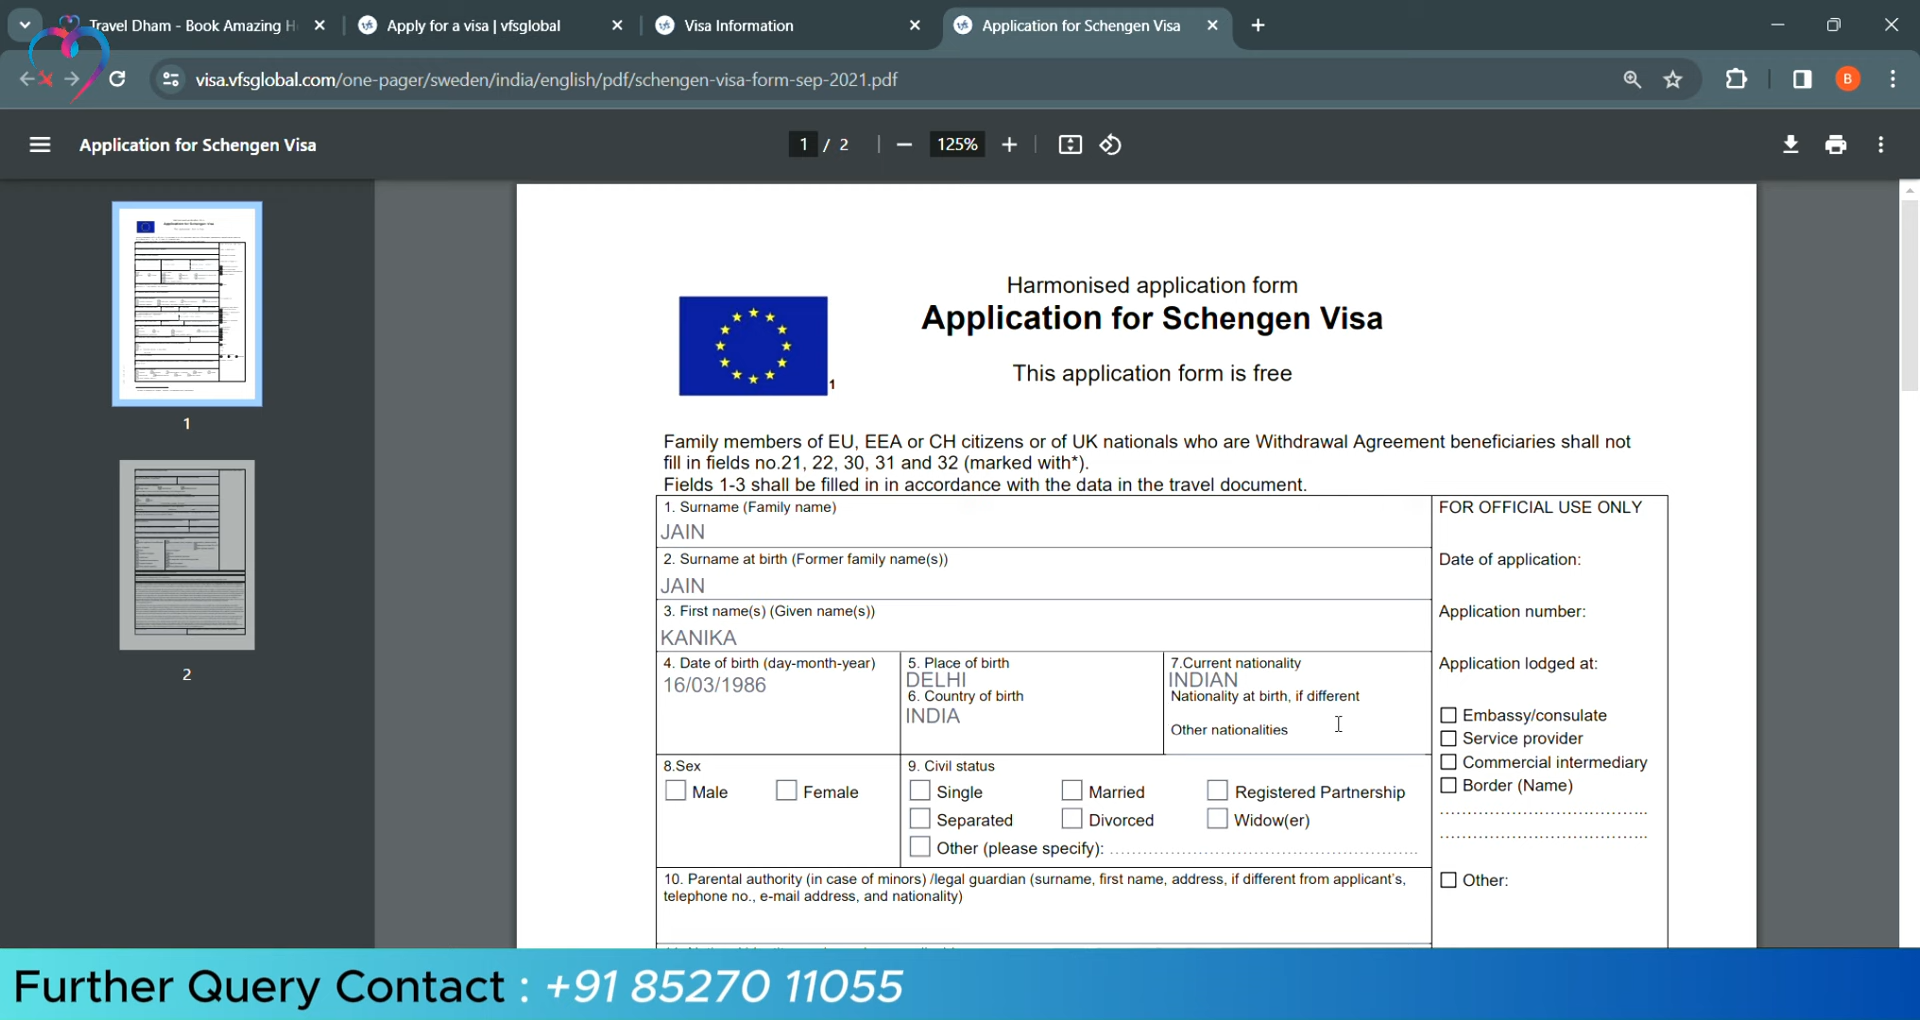 Travel Dham - Book Amazing H
Apply for a visa | vfsglobal
Visa Information
Application for Schengen Visa
visa.vfsglobal.com/one-pager/sweden/india/english/pdf/schengen-visa-form-sep-2021.pdf
B
Application for Schengen Visa
1 / 2
125%
1
2
Harmonised application form
Application for Schengen Visa
1
This application form is free
Family members of EU, EEA or CH citizens or of UK nationals who are Withdrawal Agreement beneficiaries shall not
fill in fields no.21, 22, 30, 31 and 32 (marked with*).
Fields 1-3 shall be filled in in accordance with the data in the travel document.
1. Surname (Family name)
JAIN
2. Surname at birth (Former family name(s))
JAIN
3. First name(s) (Given name(s))
KANIKA
4. Date of birth (day-month-year)
16/03/1986
5. Place of birth
DELHI
6. Country of birth
INDIA
7.Current nationality
INDIAN
Nationality at birth, if different
Other nationalities
8.Sex
Male Female
9. Civil status
Single Married Registered Partnership
Separated Divorced Widow(er)
Other (please specify): ........................................................
10. Parental authority (in case of minors) /legal guardian (surname, first name, address, if different from applicant's,
telephone no., e-mail address, and nationality)
FOR OFFICIAL USE ONLY
Date of application:
Application number:
Application lodged at:
Embassy/consulate
Service provider
Commercial intermediary
Border (Name)
........................................
........................................
Other:
Further Query Contact : +91 85270 11055